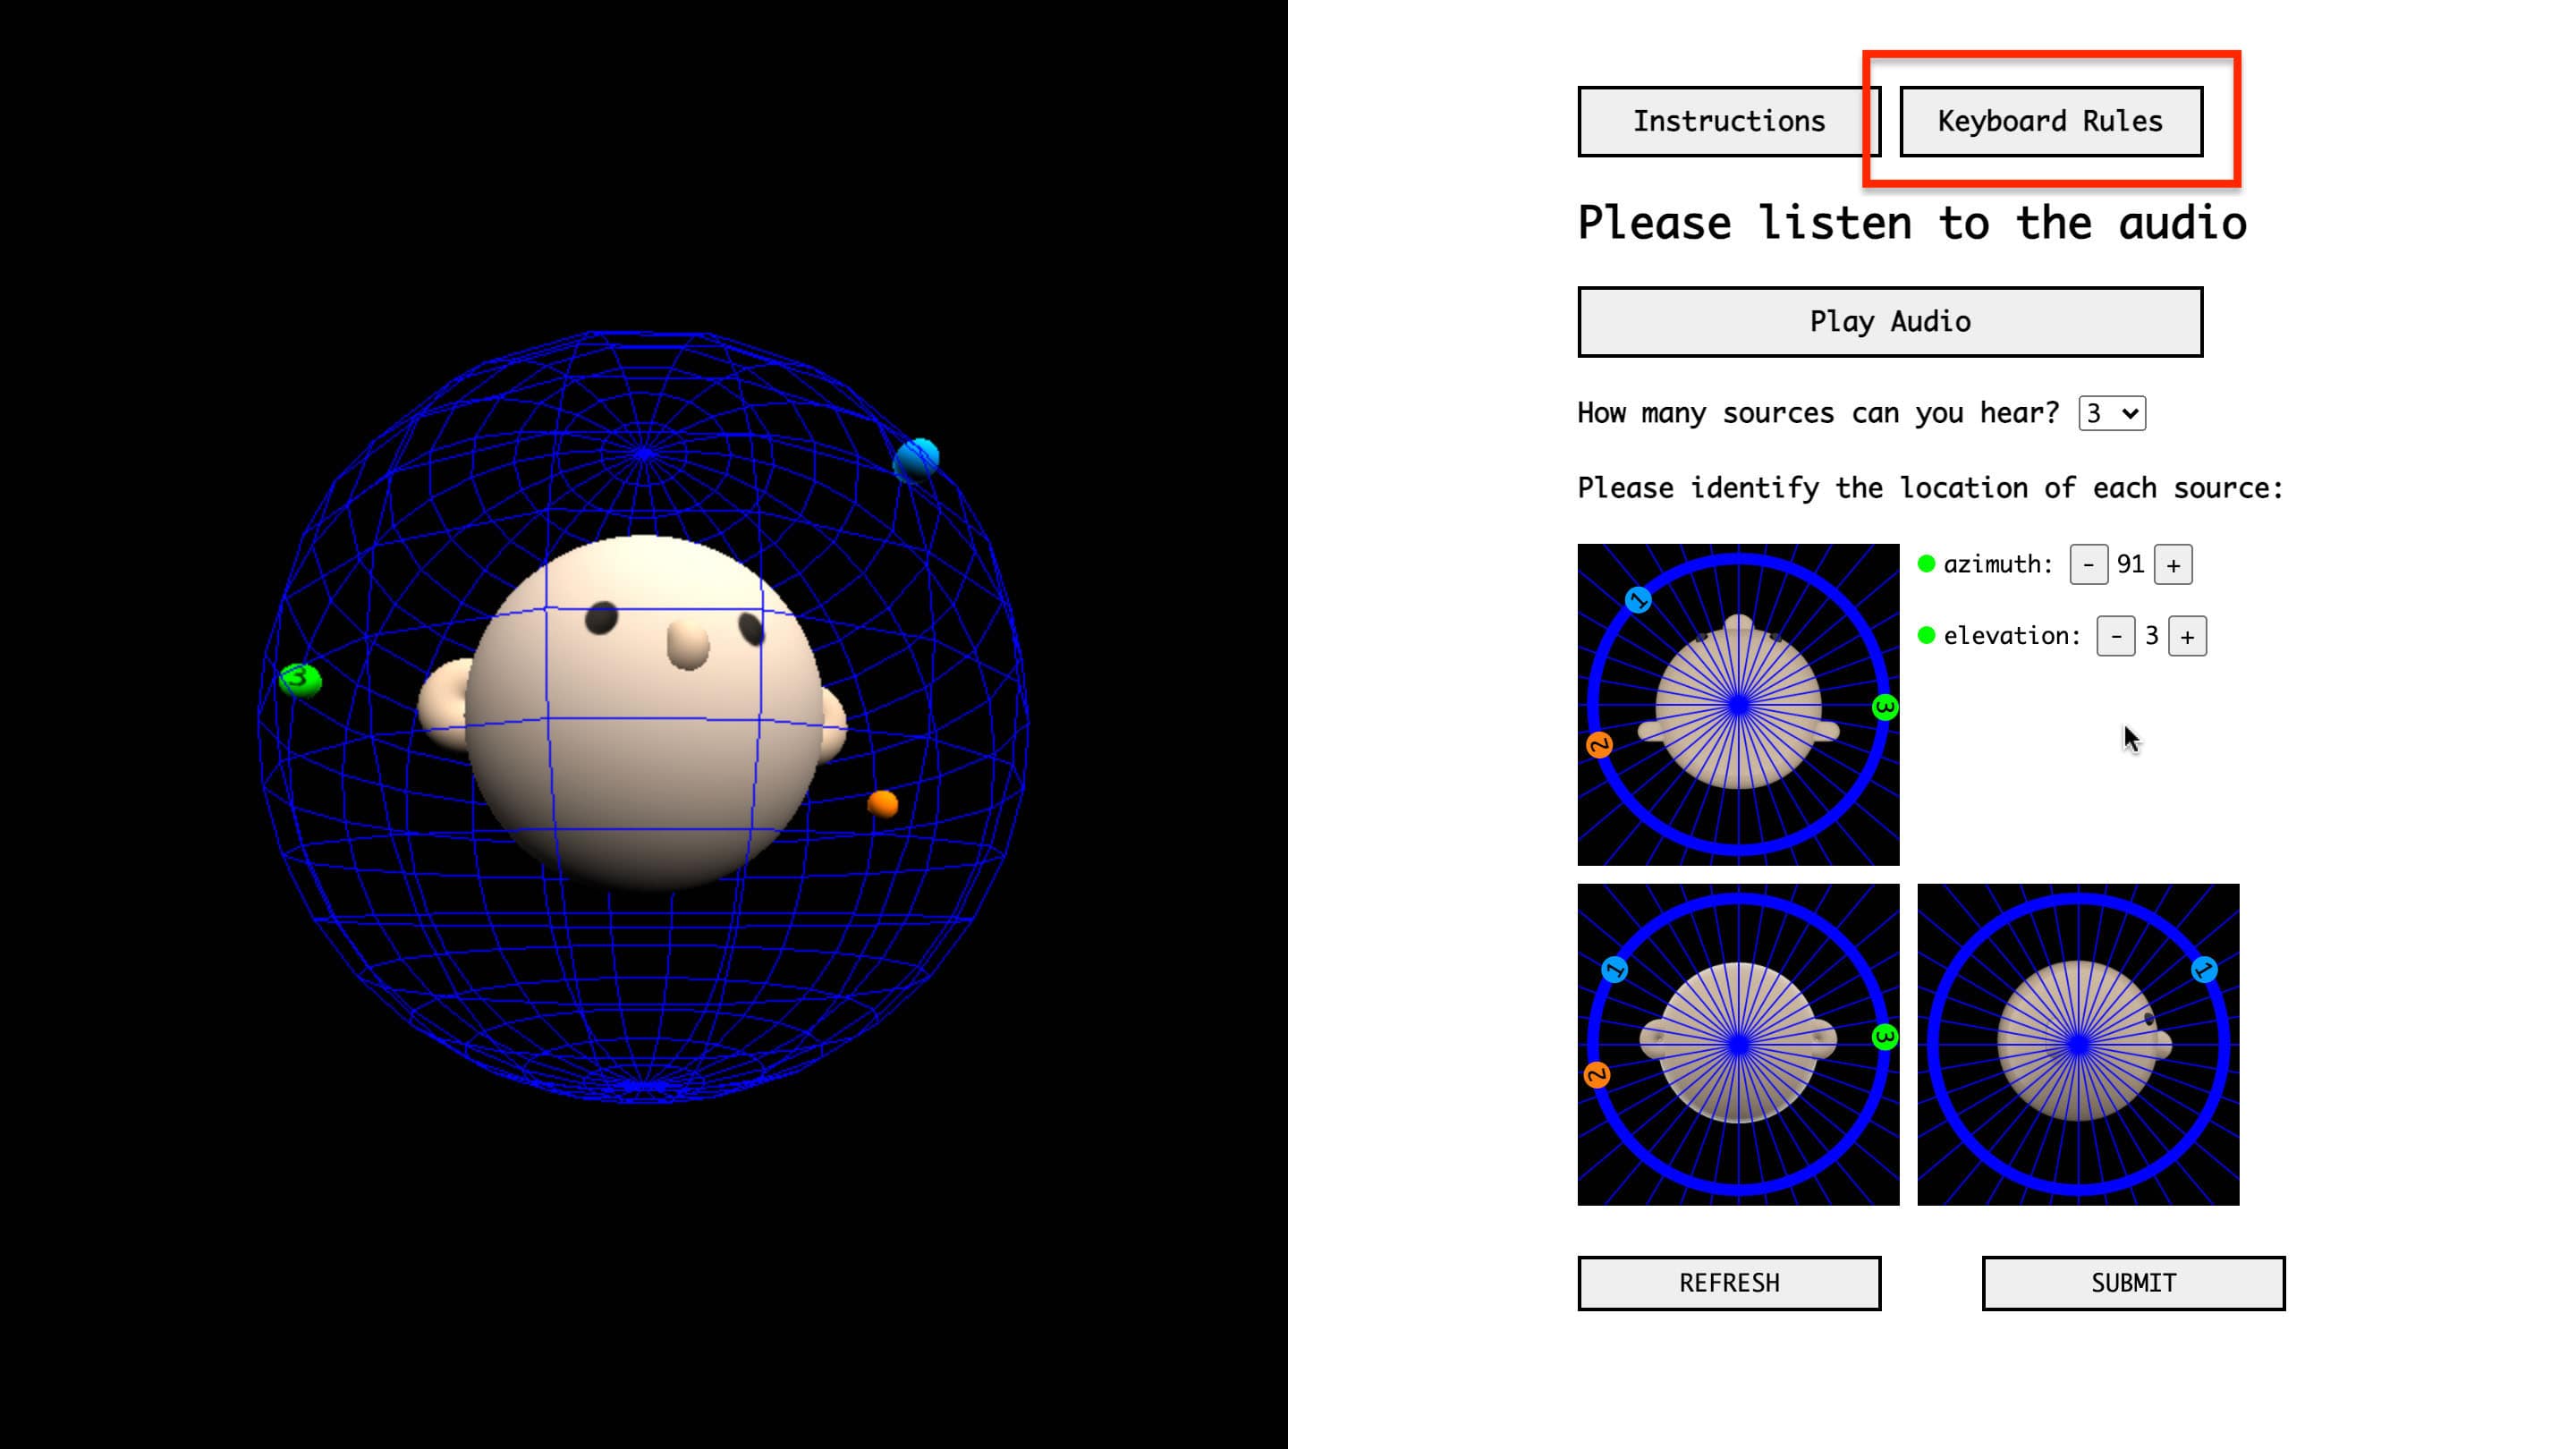 Instructions
Keyboard Rules
Please listen to the audio
Play Audio
How many sources can you hear? 3
Please identify the location of each source:
azimuth: - 91 +
elevation: - 3 +
1
2
3
1
2
3
1
3
REFRESH
SUBMIT